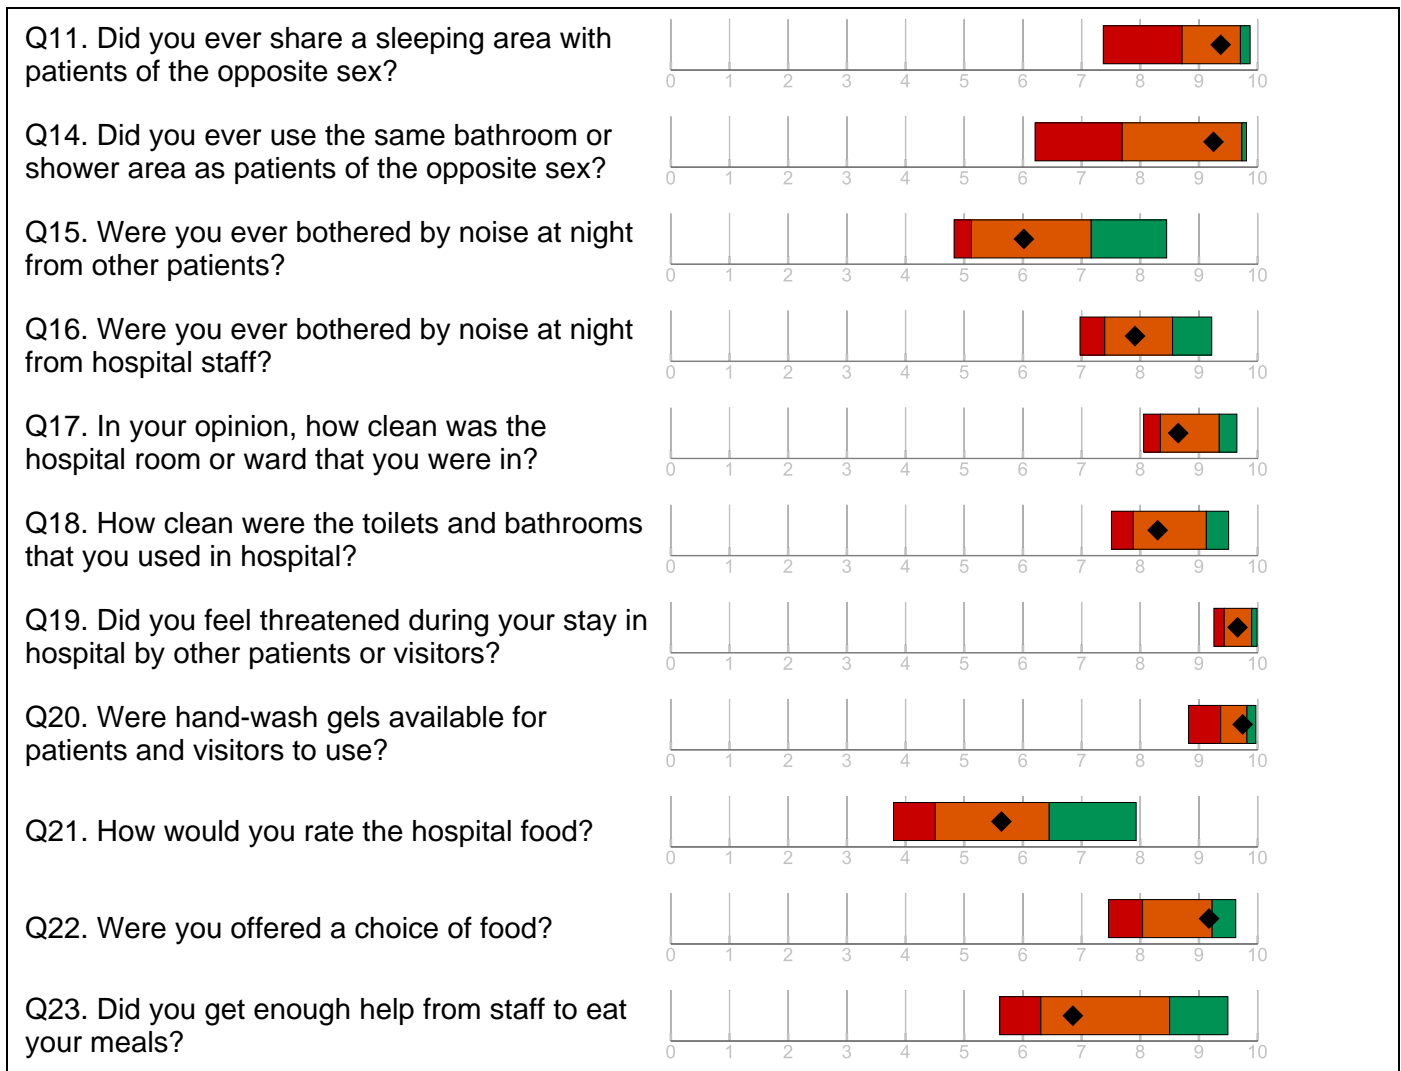 Q11. Did you ever share a sleeping area with
patients of the opposite sex?
0 1 2 3 4 5 6 7 8 9 10
Q14. Did you ever use the same bathroom or
shower area as patients of the opposite sex?
0 1 2 3 4 5 6 7 8 9 10
Q15. Were you ever bothered by noise at night
from other patients?
0 1 2 3 4 5 6 7 8 9 10
Q16. Were you ever bothered by noise at night
from hospital staff?
0 1 2 3 4 5 6 7 8 9 10
Q17. In your opinion, how clean was the
hospital room or ward that you were in?
0 1 2 3 4 5 6 7 8 9 10
Q18. How clean were the toilets and bathrooms
that you used in hospital?
0 1 2 3 4 5 6 7 8 9 10
Q19. Did you feel threatened during your stay in
hospital by other patients or visitors?
0 1 2 3 4 5 6 7 8 9 10
Q20. Were hand-wash gels available for
patients and visitors to use?
0 1 2 3 4 5 6 7 8 9 10
Q21. How would you rate the hospital food?
0 1 2 3 4 5 6 7 8 9 10
Q22. Were you offered a choice of food?
0 1 2 3 4 5 6 7 8 9 10
Q23. Did you get enough help from staff to eat
your meals?
0 1 2 3 4 5 6 7 8 9 10